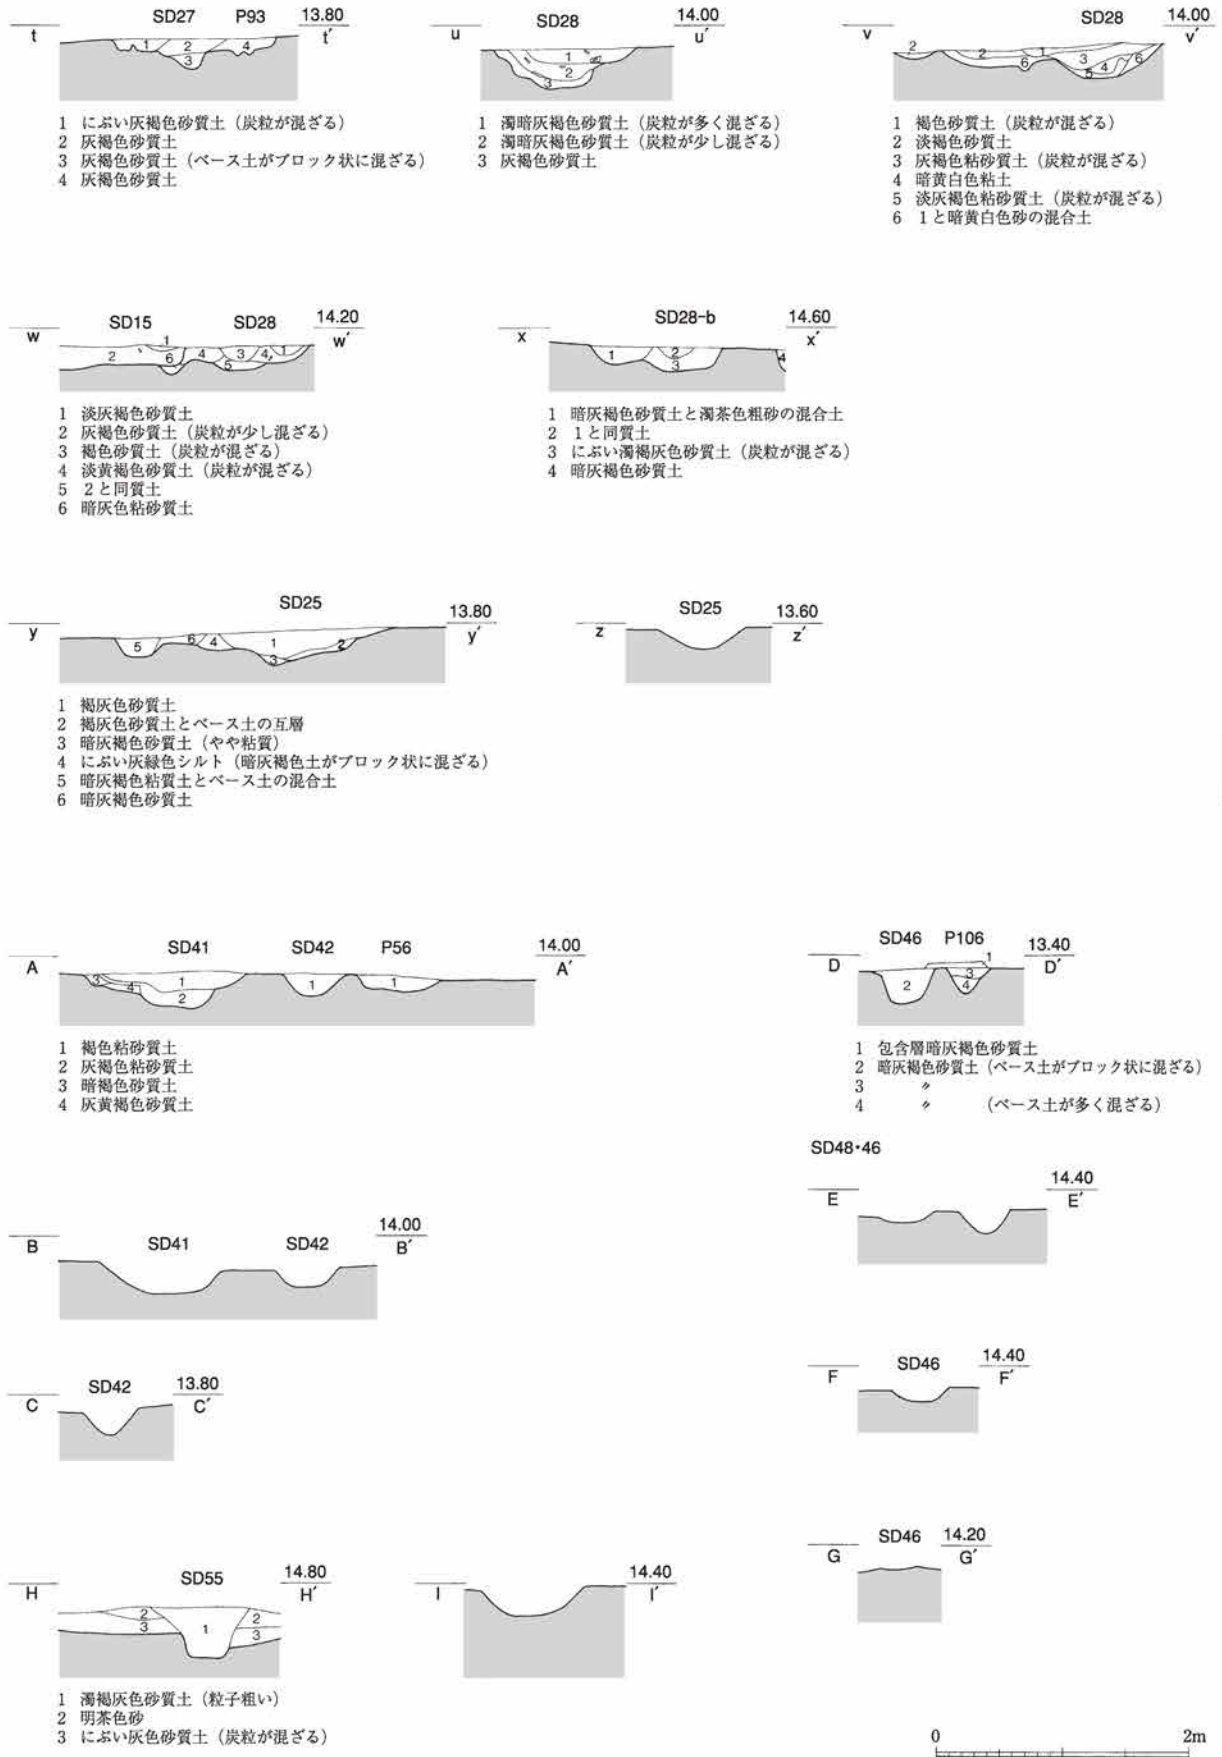 SD27 P93 13.80
t t′
1 2 4
3
1 にぶい灰褐色砂質土（炭粒が混ざる）
2 灰褐色砂質土
3 灰褐色砂質土（ベース土がブロック状に混ざる）
4 灰褐色砂質土
SD28 14.00
u u′
1
2
3
1 濁暗灰褐色砂質土（炭粒が多く混ざる）
2 濁暗灰褐色砂質土（炭粒が少し混ざる）
3 灰褐色砂質土
SD28 14.00
v v′
2 2 1 3 6
6 5 4
1 褐色砂質土（炭粒が混ざる）
2 淡褐色砂質土
3 灰褐色粘砂質土（炭粒が混ざる）
4 暗黄白色粘土
5 淡灰褐色粘砂質土（炭粒が混ざる）
6 1と暗黄白色砂の混合土
SD15 SD28 14.20
w w′
1
2 6 4 3 4 1
5
1 淡灰褐色砂質土
2 灰褐色砂質土（炭粒が少し混ざる）
3 褐色砂質土（炭粒が混ざる）
4 淡黄褐色砂質土（炭粒が混ざる）
5 2と同質土
6 暗灰色粘砂質土
SD28-b 14.60
x x′
1 2 4
3
1 暗灰褐色砂質土と濁茶色粗砂の混合土
2 1と同質土
3 にぶい濁褐灰色砂質土（炭粒が混ざる）
4 暗灰褐色砂質土
SD25 13.80
y y′
5 6 4 1 2
3
1 褐灰色砂質土
2 褐灰色砂質土とベース土の互層
3 暗灰褐色砂質土（やや粘質）
4 にぶい灰緑色シルト（暗灰褐色土がブロック状に混ざる）
5 暗灰褐色粘質土とベース土の混合土
6 暗灰褐色砂質土
SD25 13.60
z z′
SD41 SD42 P56 14.00
A A′
3 4 1 1 1
2
1 褐色粘砂質土
2 灰褐色粘砂質土
3 暗褐色砂質土
4 灰黄褐色砂質土
SD46 P106 13.40
D 1 D′
2 3
4
1 包含層暗灰褐色砂質土
2 暗灰褐色砂質土（ベース土がブロック状に混ざる）
3 〃
4 〃 （ベース土が多く混ざる）
SD48・46
14.40
E E′
14.00
B SD41 SD42 B′
SD46 14.40
F F′
SD42 13.80
C C′
SD46 14.20
G G′
SD55 14.80
H H′
2 2
3 1 3
1 濁褐灰色砂質土（粒子粗い）
2 明茶色砂
3 にぶい灰色砂質土（炭粒が混ざる）
14.40
I I′
0 2m